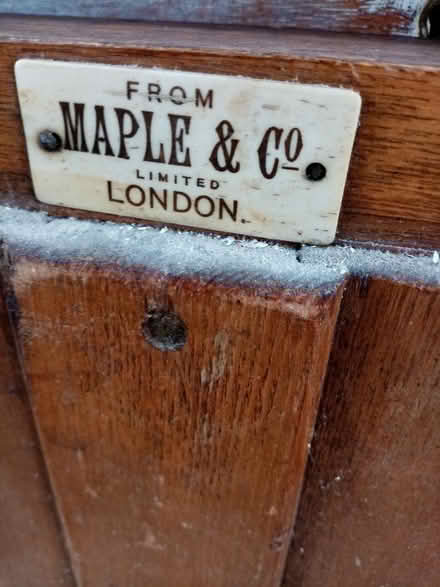 FROM
MAPLE & Cº
LIMITED
LONDON.